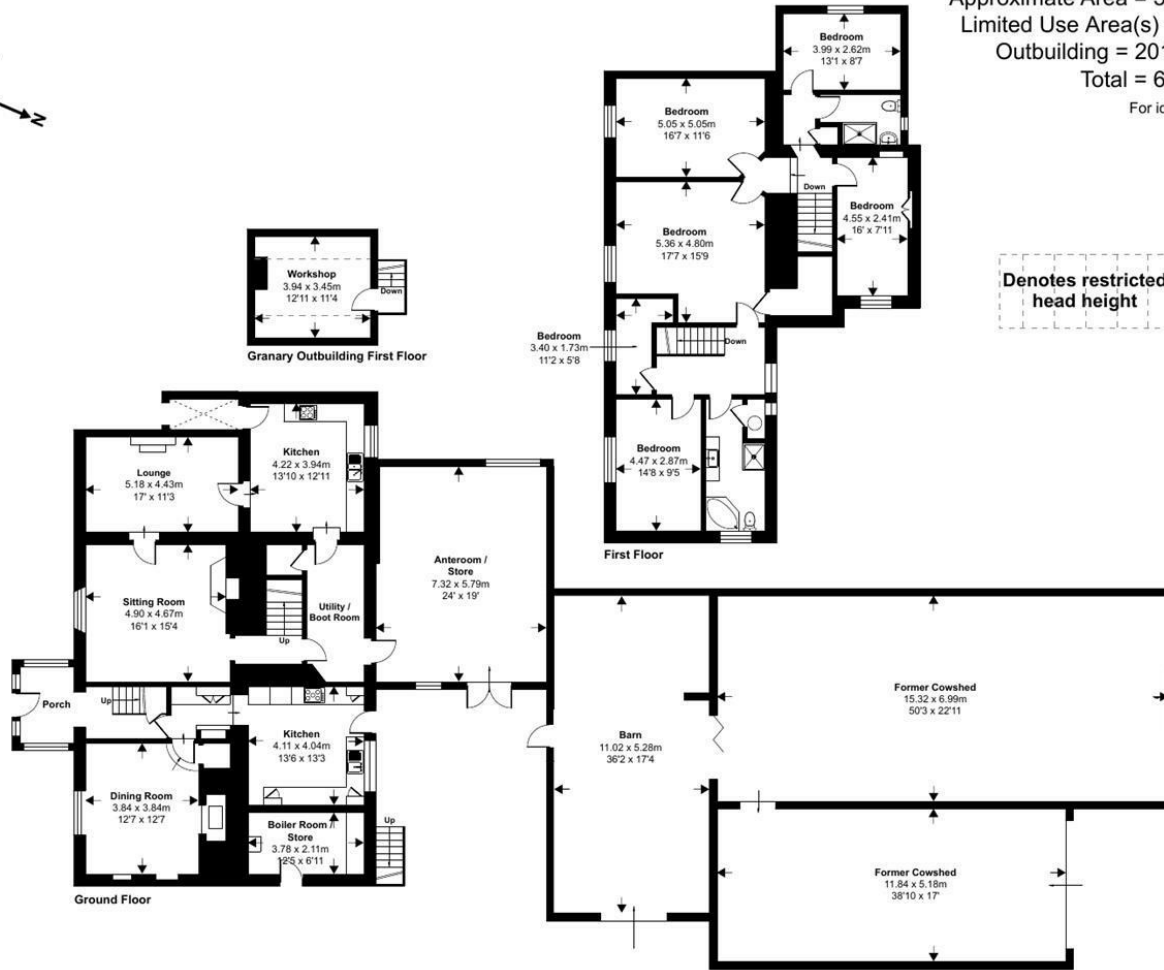 Approximate Area = 3
Limited Use Area(s)
Outbuilding = 201
Total = 6
For id
N
Bedroom
3.99 x 2.62m
13'1 x 8'7
Bedroom
5.05 x 5.05m
16'7 x 11'6
Down
Bedroom
4.55 x 2.41m
16' x 7'11
Bedroom
5.36 x 4.80m
17'7 x 15'9
Denotes restricted
head height
Workshop
3.94 x 3.45m
12'11 x 11'4
Down
Granary Outbuilding First Floor
Bedroom
3.40 x 1.73m
11'2 x 5'8
Down
Bedroom
4.47 x 2.87m
14'8 x 9'5
First Floor
Kitchen
4.22 x 3.94m
13'10 x 12'11
Lounge
5.18 x 4.43m
17' x 11'3
Anteroom /
Store
7.32 x 5.79m
24' x 19'
Sitting Room
4.90 x 4.67m
16'1 x 15'4
Utility /
Boot Room
Up
Porch
Up
Kitchen
4.11 x 4.04m
13'6 x 13'3
Dining Room
3.84 x 3.84m
12'7 x 12'7
Boiler Room /
Store
3.78 x 2.11m
12'5 x 6'11
Up
Ground Floor
Barn
11.02 x 5.28m
36'2 x 17'4
Former Cowshed
15.32 x 6.99m
50'3 x 22'11
Former Cowshed
11.84 x 5.18m
38'10 x 17'